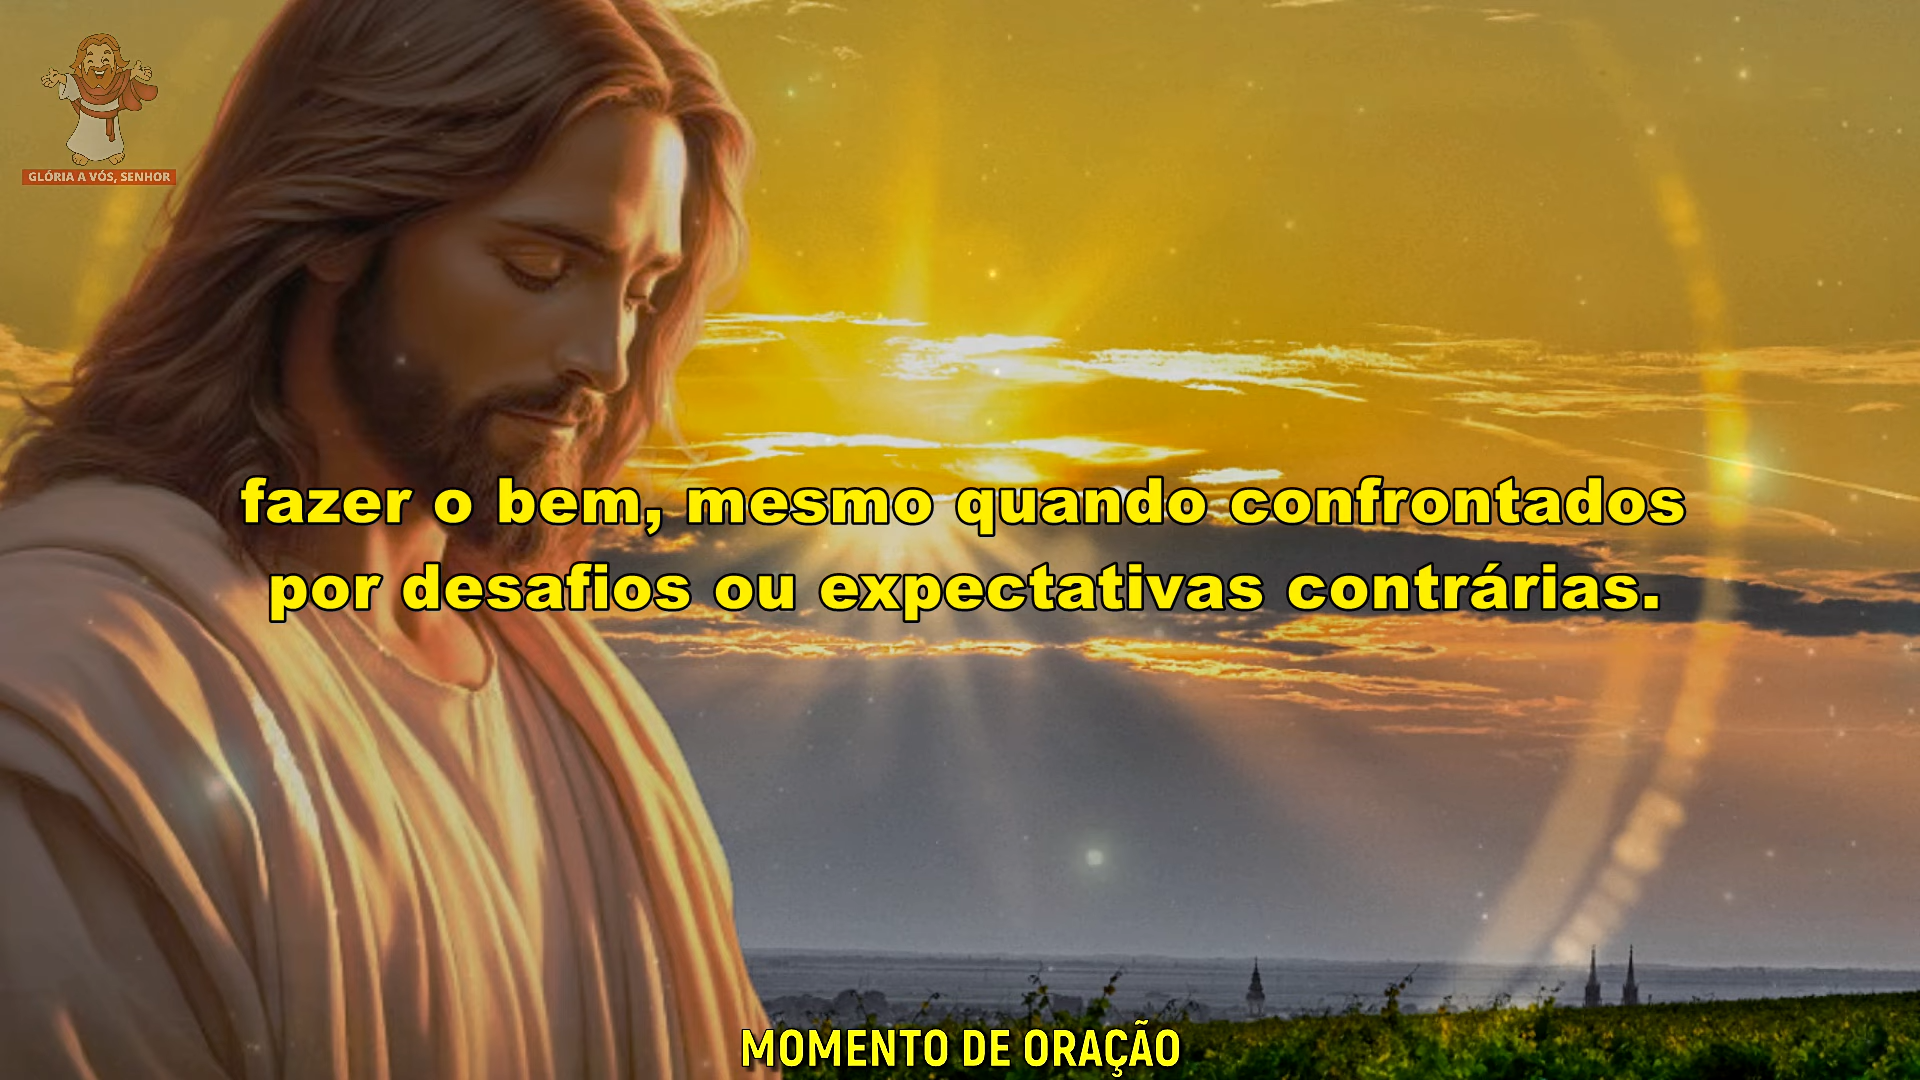 GLÓRIA A VÓS, SENHOR
fazer o bem, mesmo quando confrontados
por desafios ou expectativas contrárias.
MOMENTO DE ORAÇÃO